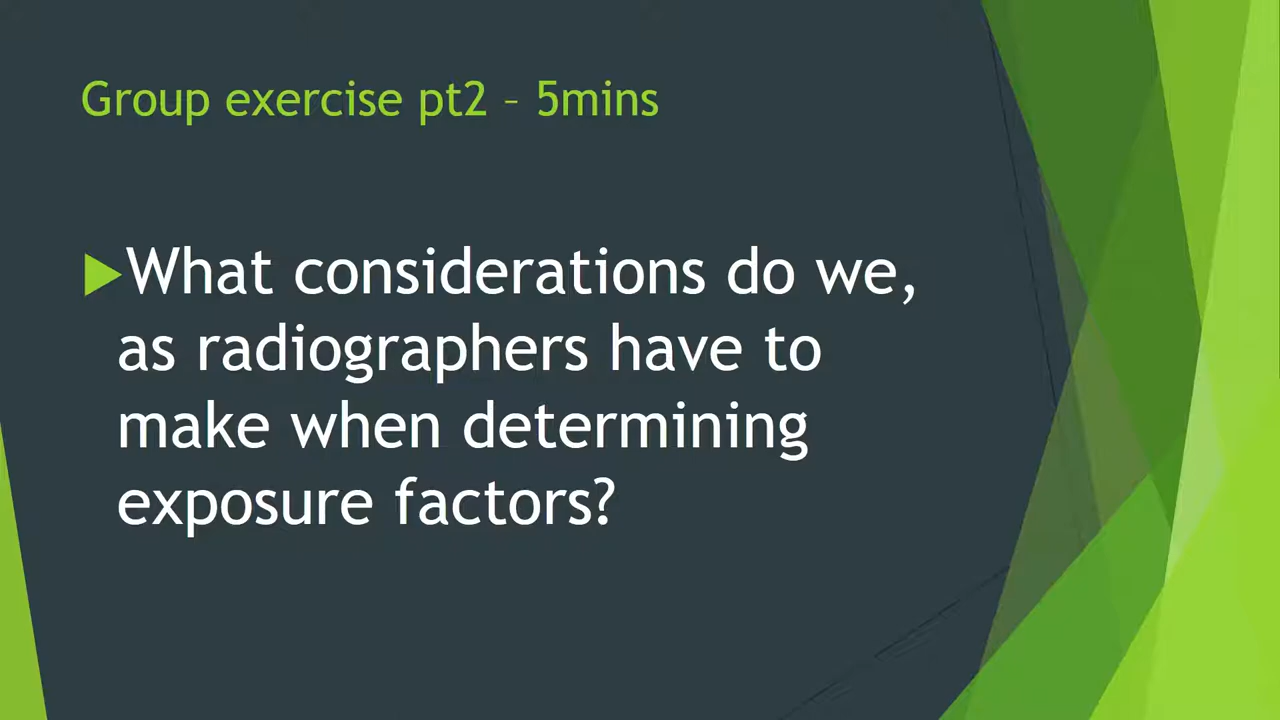 Group exercise pt2 – 5mins
What considerations do we,
as radiographers have to
make when determining
exposure factors?